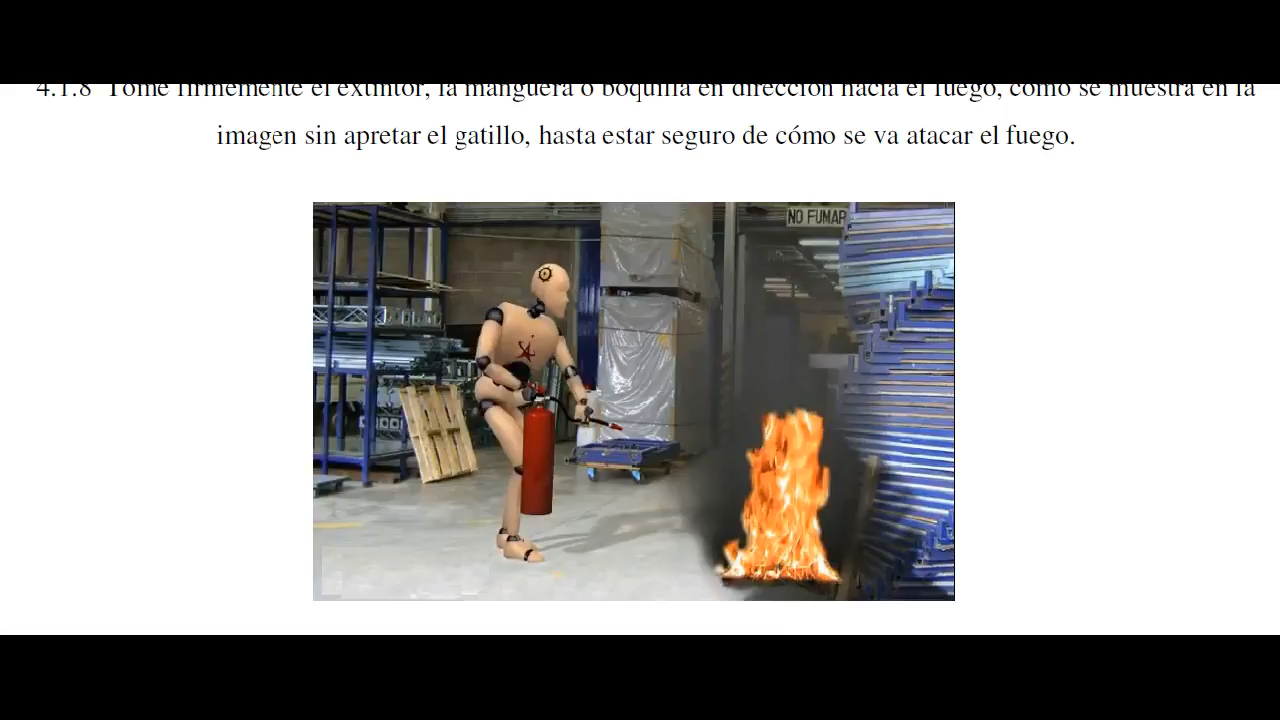 4.1.8 Tome firmemente el extintor, la manguera o boquilla en dirección hacia el fuego, como se muestra en la
imagen sin apretar el gatillo, hasta estar seguro de cómo se va atacar el fuego.
NO FUMAR